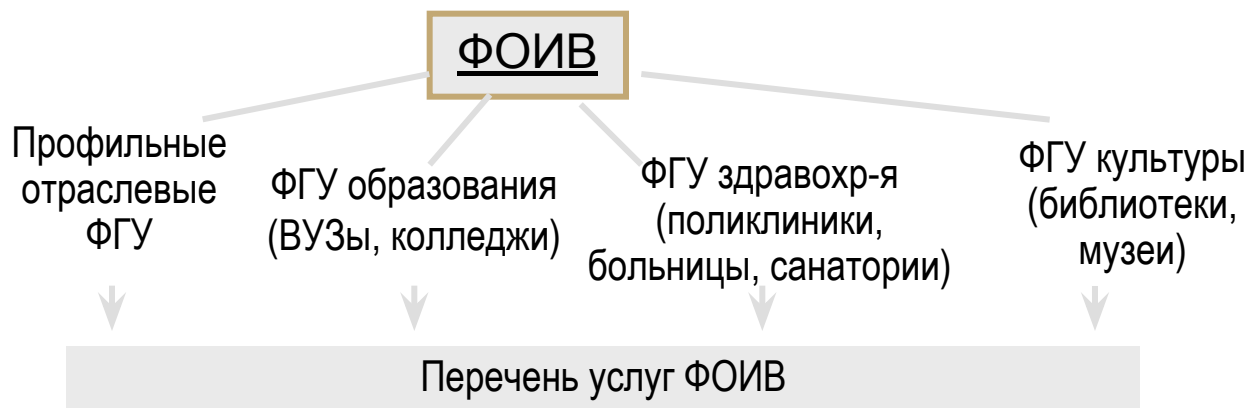 ФОИВ
Профильные
отраслевые
ФГУ
ФГУ образования
(ВУЗы, колледжи)
ФГУ здравохр-я
(поликлиники,
больницы, санатории)
ФГУ культуры
(библиотеки,
музеи)
Перечень услуг ФОИВ